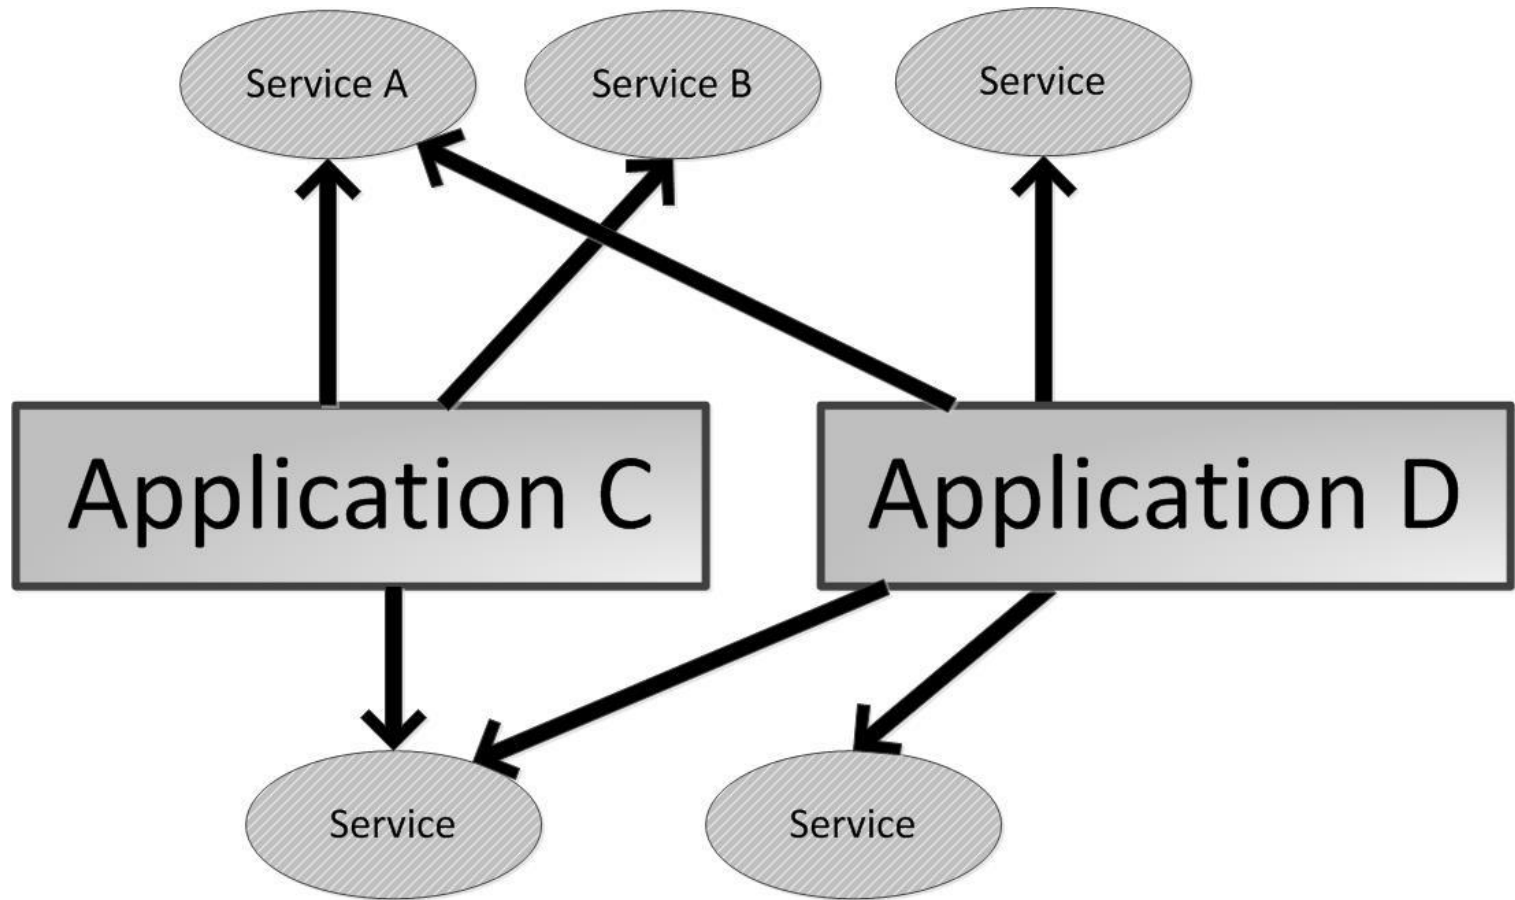 Service A
Service B
Service
Application C
Application D
Service
Service